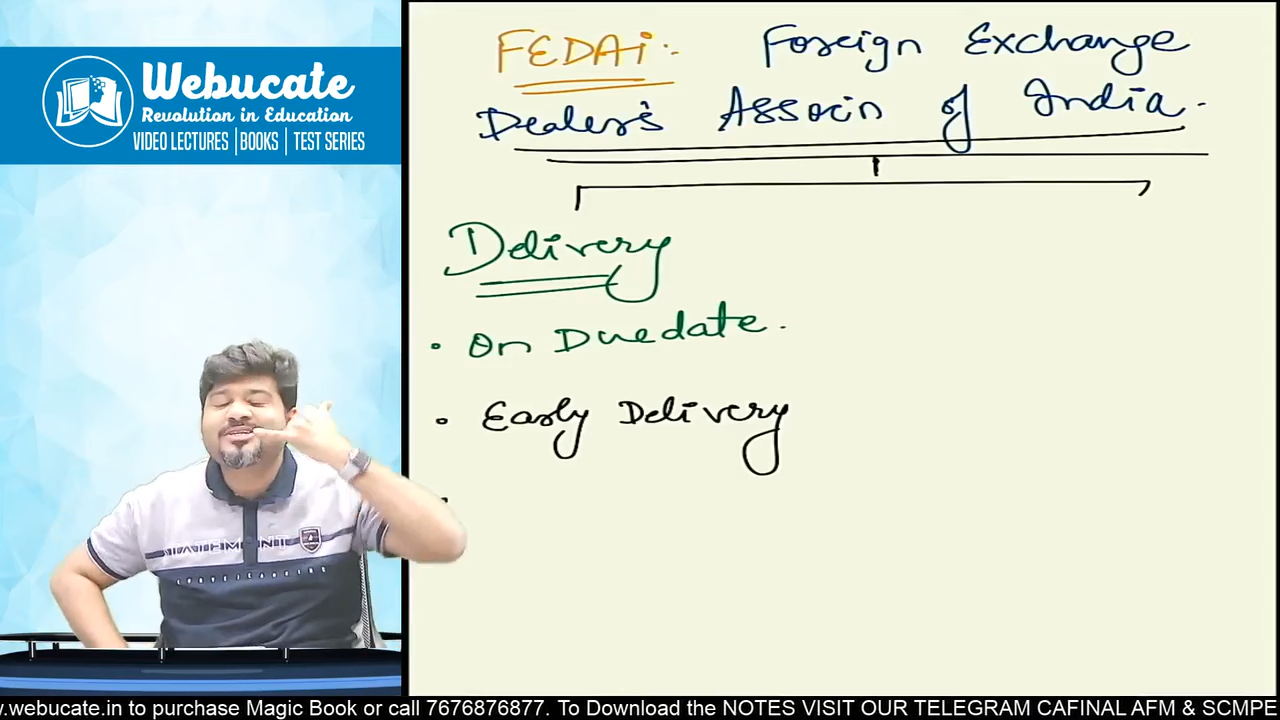 Webucate
Revolution in Education
VIDEO LECTURES | BOOKS | TEST SERIES
FEDAi:- Foreign Exchange
Dealer's Associn of India.
Delivery
• On Duedate.
• Early Delivery
STATEMENT
w.webucate.in to purchase Magic Book or call 7676876877. To Download the NOTES VISIT OUR TELEGRAM CAFINAL AFM & SCMPE